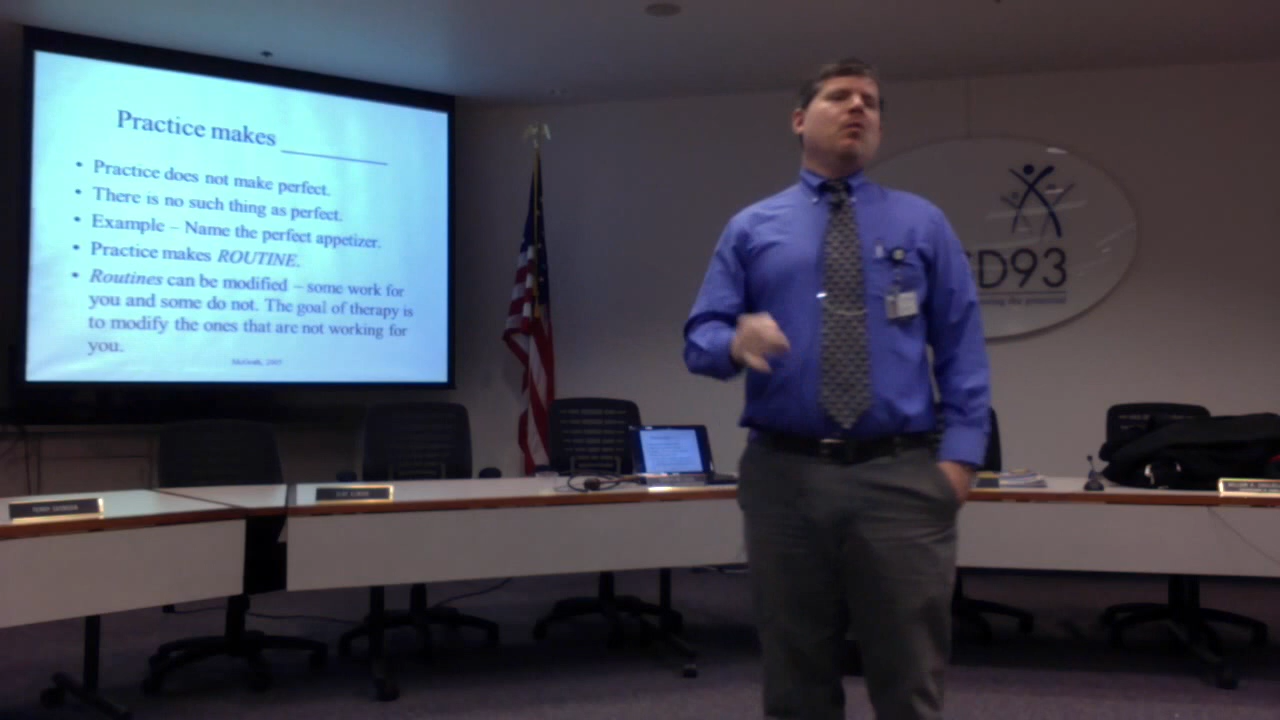 Practice makes ________
• Practice does not make perfect.
• There is no such thing as perfect.
• Example – Name the perfect appetizer.
• Practice makes ROUTINE.
• Routines can be modified – some work for
you and some do not. The goal of therapy is
to modify the ones that are not working for
you.
D93